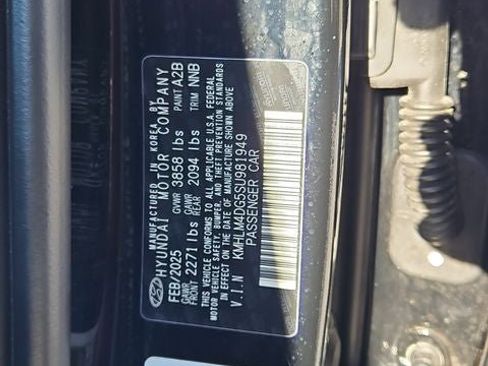 MANUFACTURED IN KOREA BY
HYUNDAI MOTOR COMPANY
FEB/2025 GVWR 3858 lbs PAINT A2B
GAWR FRONT 2271 lbs GAWR REAR 2094 lbs TRIM NNB
THIS VEHICLE CONFORMS TO ALL APPLICABLE U.S.A. FEDERAL
MOTOR VEHICLE SAFETY, BUMPER, AND THEFT PREVENTION STANDARDS
IN EFFECT ON THE DATE OF MANUFACTURE SHOWN ABOVE
V.I.N KMHLM4DG5SU961949
PASSENGER CAR